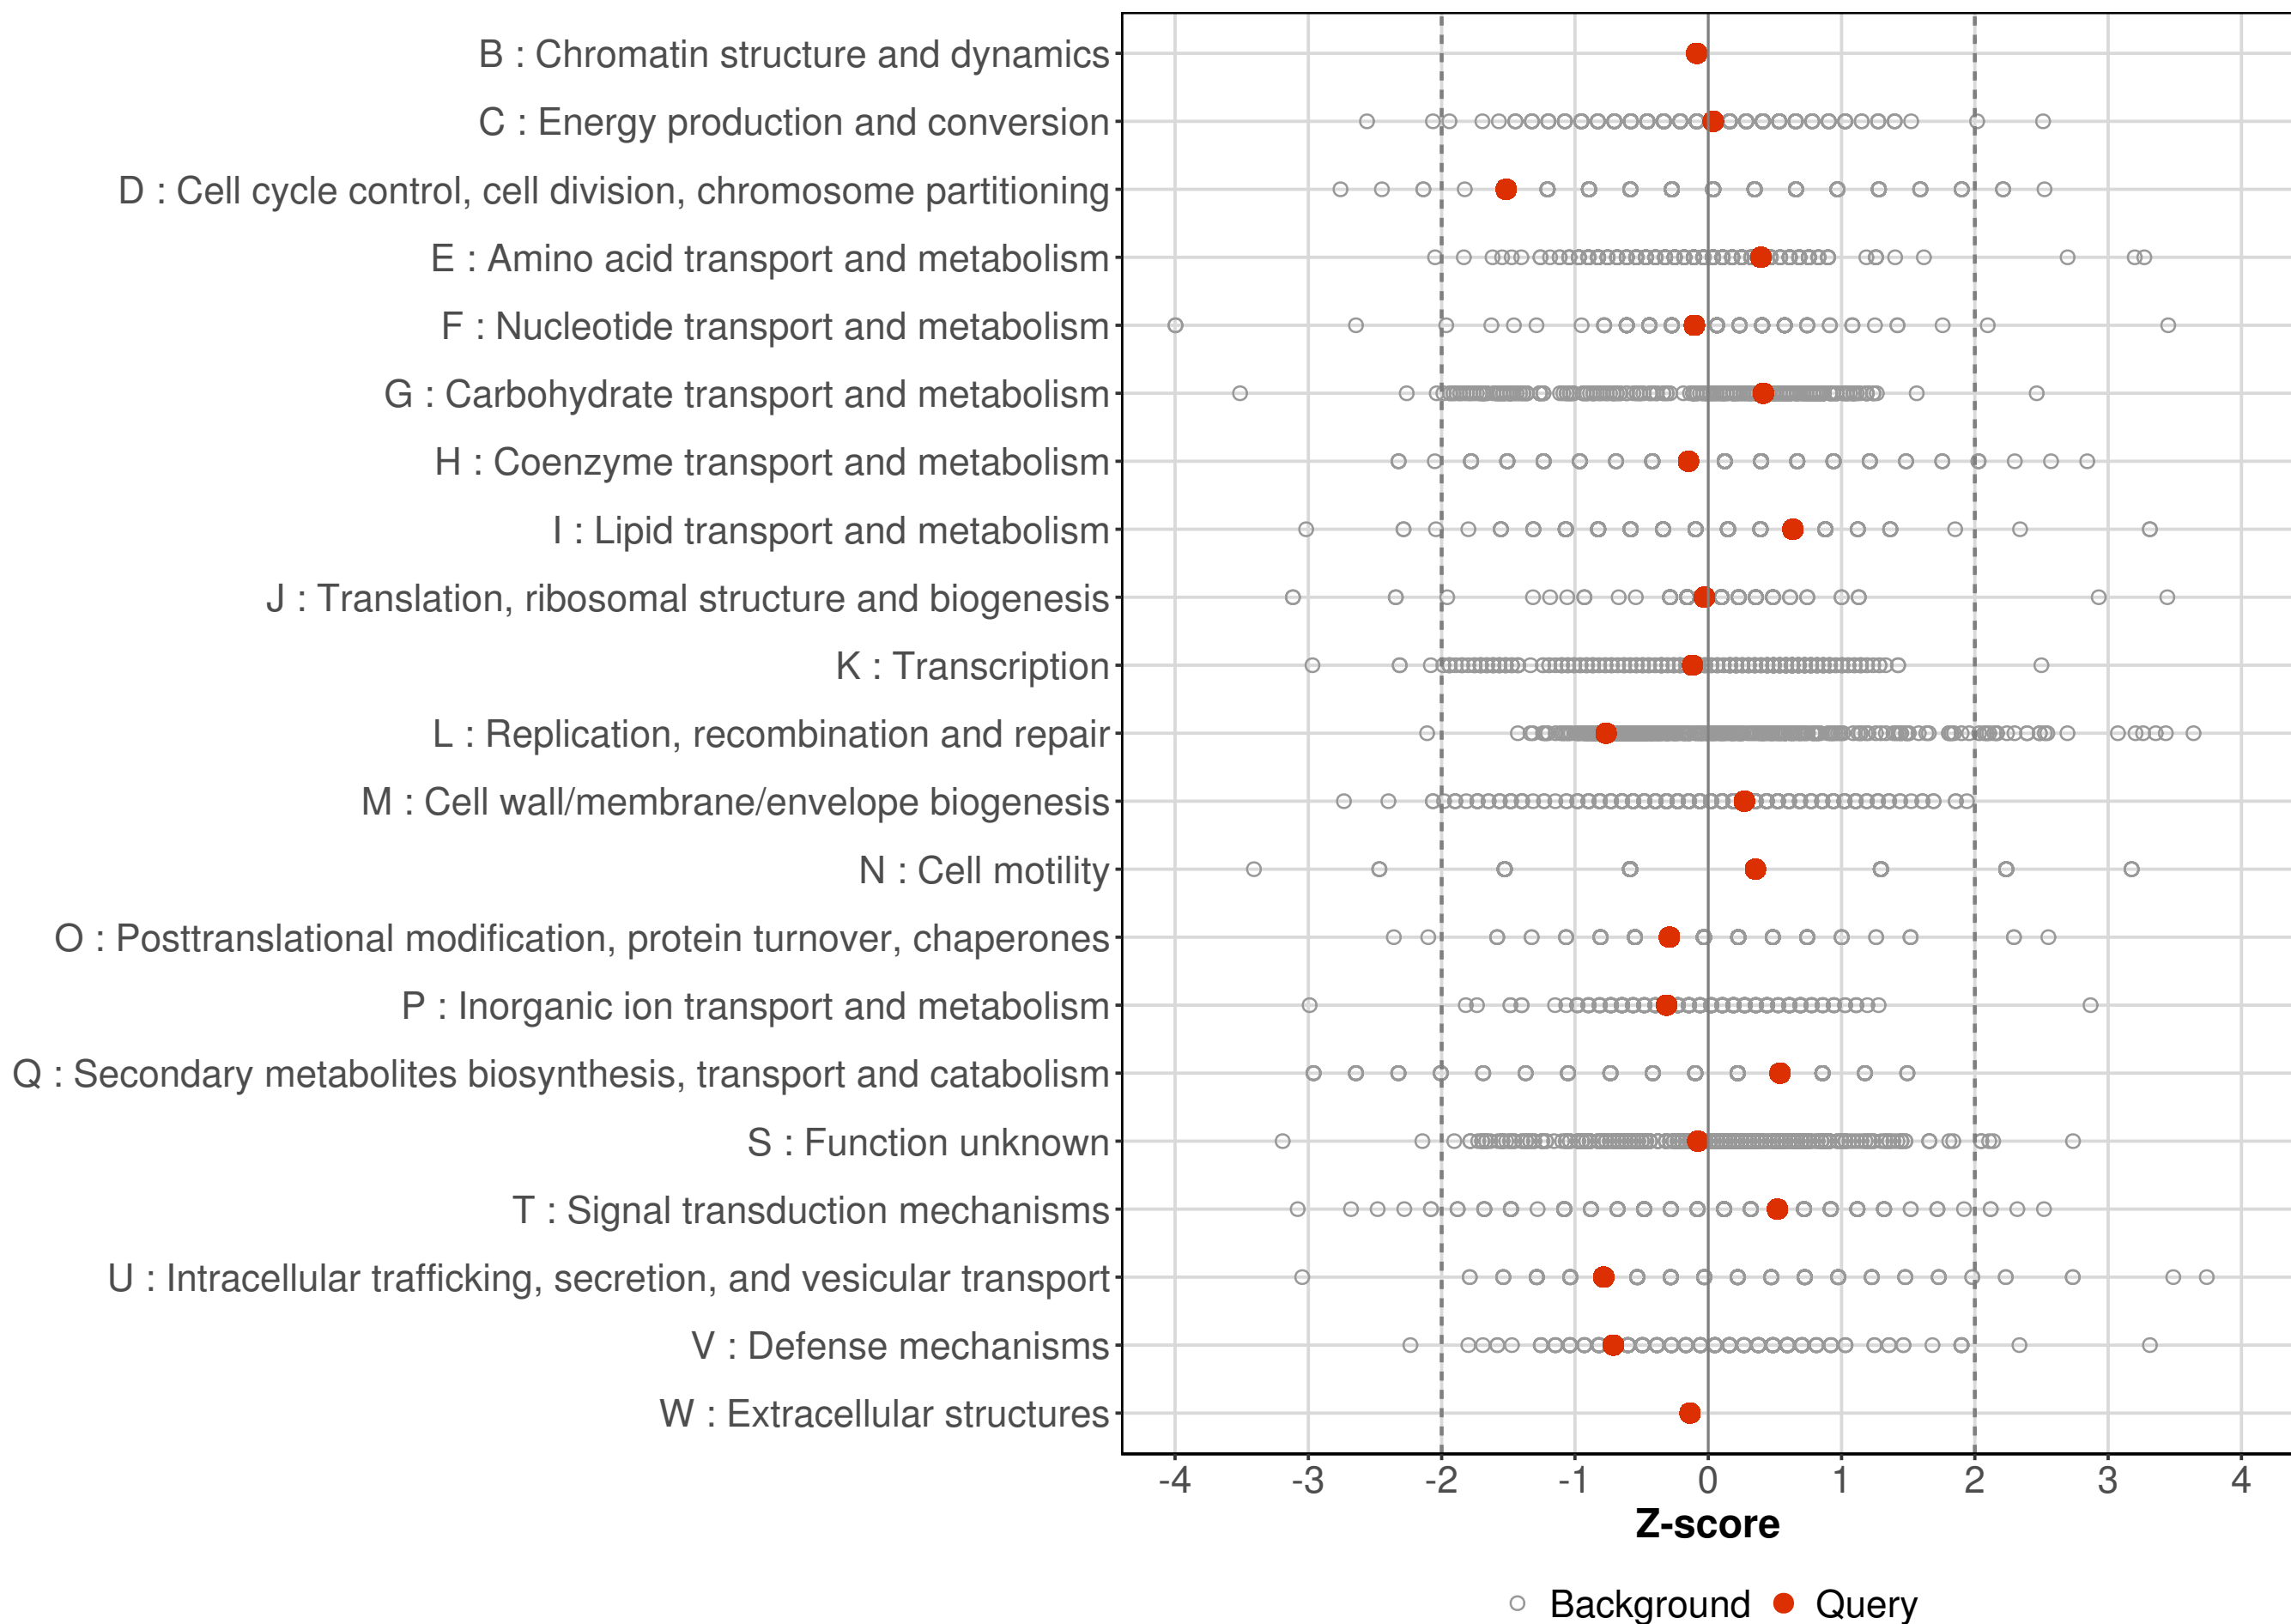 B : Chromatin structure and dynamics
C : Energy production and conversion
D : Cell cycle control, cell division, chromosome partitioning
E : Amino acid transport and metabolism
F : Nucleotide transport and metabolism
G : Carbohydrate transport and metabolism
H : Coenzyme transport and metabolism
I : Lipid transport and metabolism
J : Translation, ribosomal structure and biogenesis
K : Transcription
L : Replication, recombination and repair
M : Cell wall/membrane/envelope biogenesis
N : Cell motility
O : Posttranslational modification, protein turnover, chaperones
P : Inorganic ion transport and metabolism
Q : Secondary metabolites biosynthesis, transport and catabolism
S : Function unknown
T : Signal transduction mechanisms
U : Intracellular trafficking, secretion, and vesicular transport
V : Defense mechanisms
W : Extracellular structures
-4 -3 -2 -1 0 1 2 3 4
Z-score
Background Query